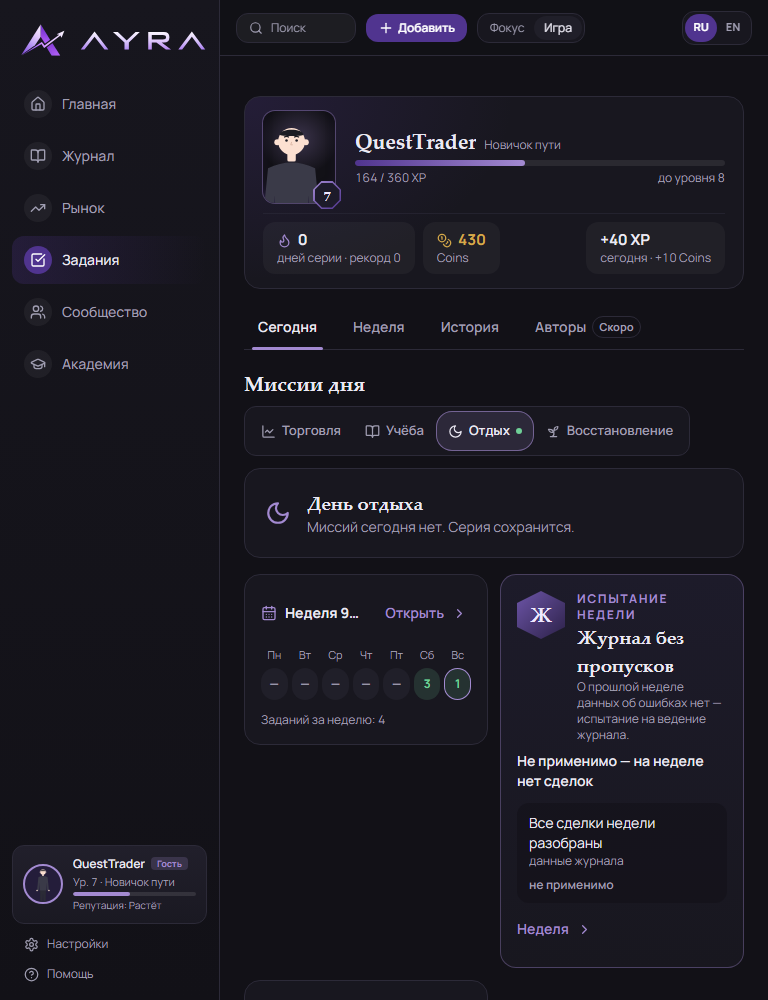 AYRA
Поиск
Добавить
Фокус
Игра
RU
EN
Главная
Журнал
Рынок
Задания
Сообщество
Академия
QuestTrader Новичок пути
164 / 360 XP
до уровня 8
7
0
дней серии · рекорд 0
430
Coins
+40 XP
сегодня · +10 Coins
Сегодня
Неделя
История
Авторы
Скоро
Миссии дня
Торговля
Учёба
Отдых
Восстановление
День отдыха
Миссий сегодня нет. Серия сохранится.
Неделя 9...
Открыть
Пн Вт Ср Чт Пт Сб Вс
– – – – – 3 1
Заданий за неделю: 4
Ж
ИСПЫТАНИЕ
НЕДЕЛИ
Журнал без
пропусков
О прошлой неделе
данных об ошибках нет —
испытание на ведение
журнала.
Не применимо — на неделе
нет сделок
Все сделки недели
разобраны
данные журнала
не применимо
Неделя
QuestTrader Гость
Ур. 7 · Новичок пути
Репутация: Растёт
Настройки
Помощь